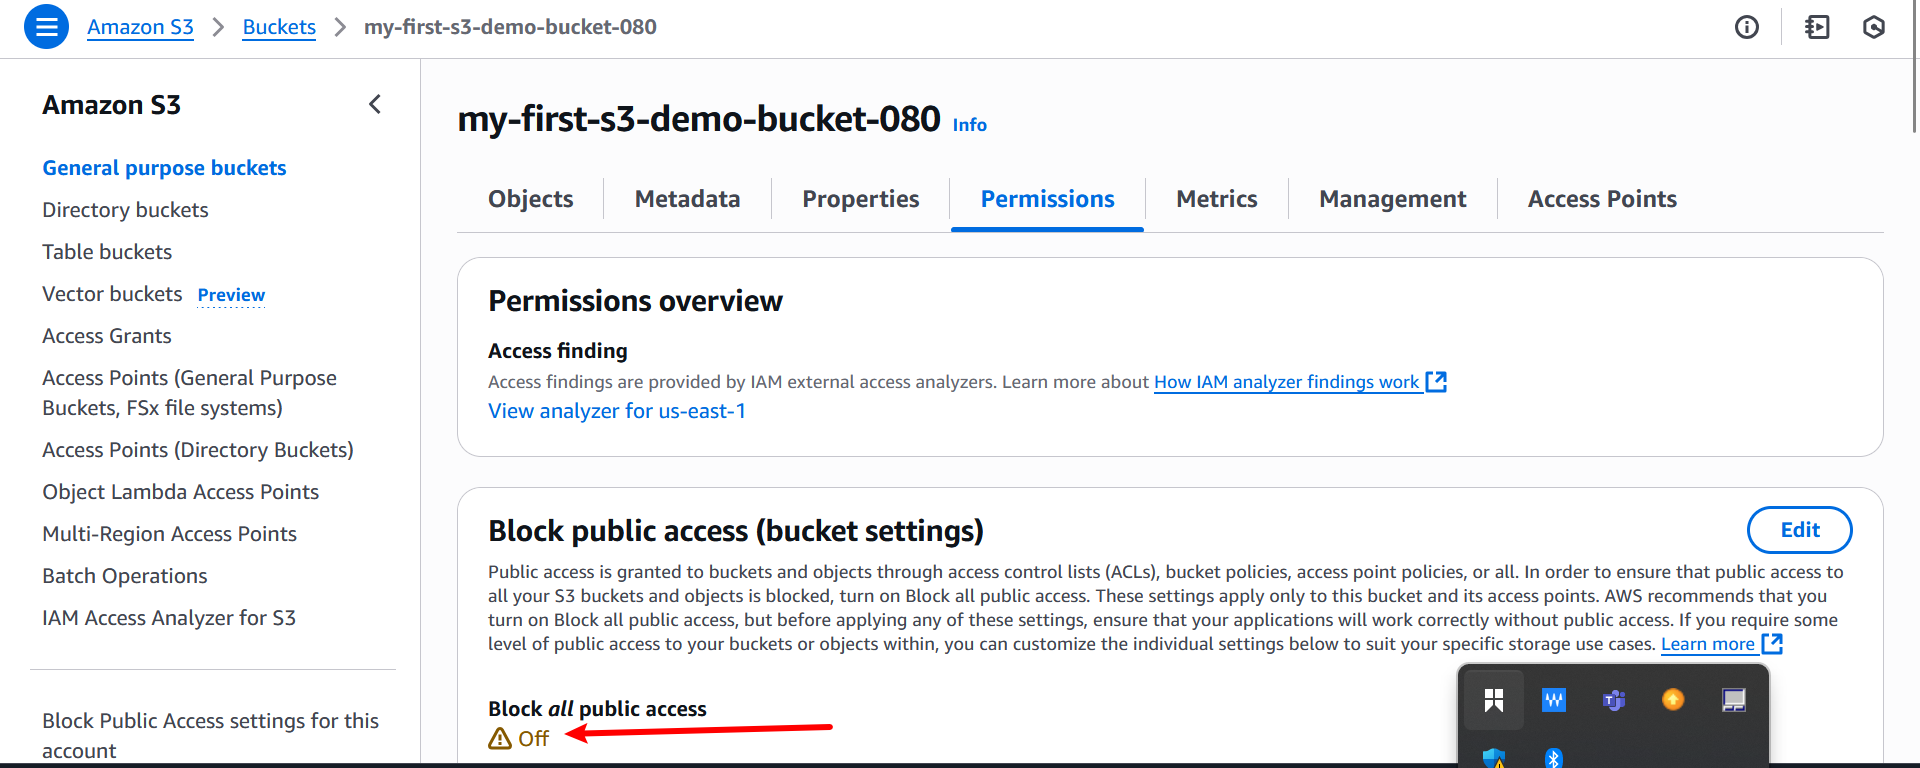 Amazon S3 > Buckets > my-first-s3-demo-bucket-080
Amazon S3
General purpose buckets
Directory buckets
Table buckets
Vector buckets Preview
Access Grants
Access Points (General Purpose
Buckets, FSx file systems)
Access Points (Directory Buckets)
Object Lambda Access Points
Multi-Region Access Points
Batch Operations
IAM Access Analyzer for S3
Block Public Access settings for this
account
my-first-s3-demo-bucket-080 Info
Objects Metadata Properties Permissions Metrics Management Access Points
Permissions overview
Access finding
Access findings are provided by IAM external access analyzers. Learn more about How IAM analyzer findings work
View analyzer for us-east-1
Block public access (bucket settings)
Edit
Public access is granted to buckets and objects through access control lists (ACLs), bucket policies, access point policies, or all. In order to ensure that public access to
all your S3 buckets and objects is blocked, turn on Block all public access. These settings apply only to this bucket and its access points. AWS recommends that you
turn on Block all public access, but before applying any of these settings, ensure that your applications will work correctly without public access. If you require some
level of public access to your buckets or objects within, you can customize the individual settings below to suit your specific storage use cases. Learn more
Block all public access
Off